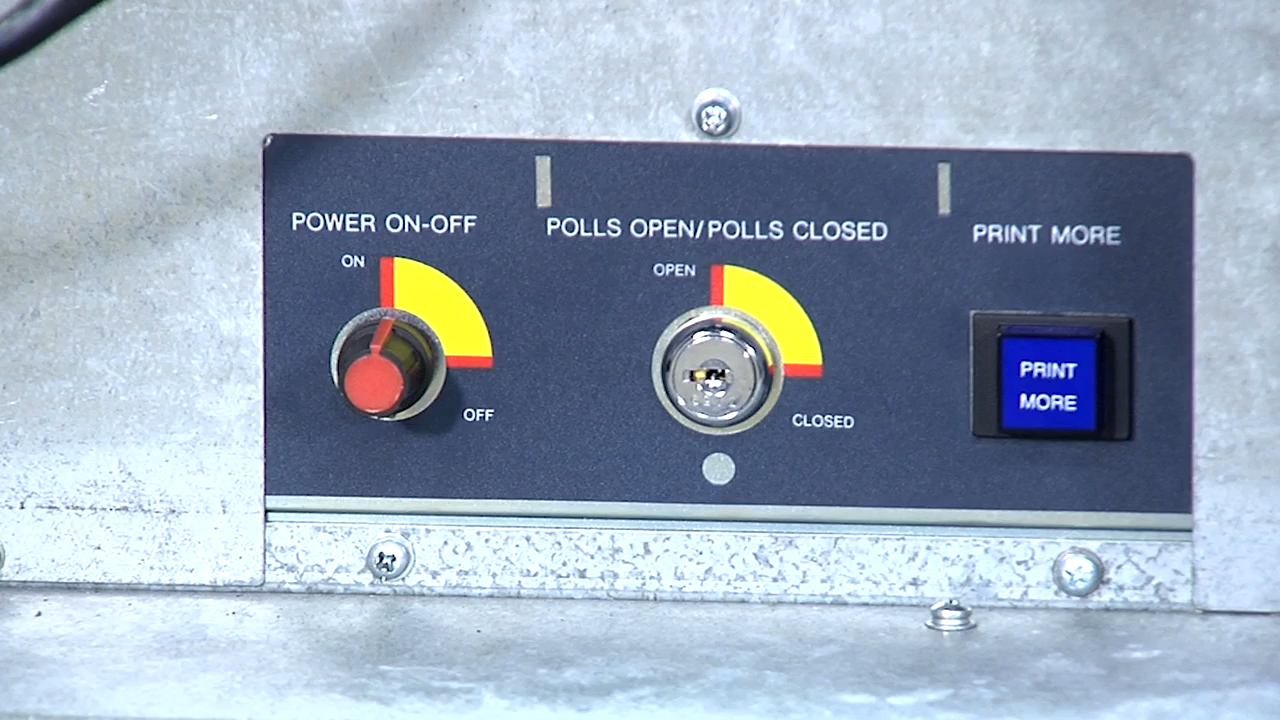 POWER ON-OFF
ON
OFF
POLLS OPEN/POLLS CLOSED
OPEN
CLOSED
PRINT MORE
PRINT
MORE